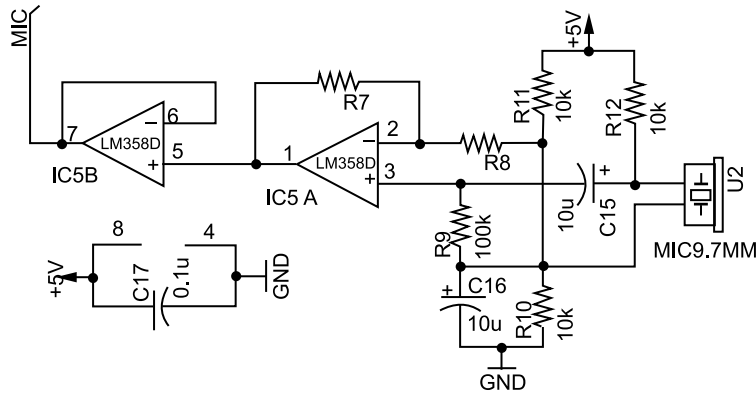 MIC
+5V
R7
R11
10k
R12
10k
6
7
LM358D
5
IC5B
1
LM358D
2
3
IC5 A
R8
U2
10u
C15
MIC9.7MM
R9
100k
8
4
+5V
C17
0.1u
GND
C16
10u
R10
10k
GND